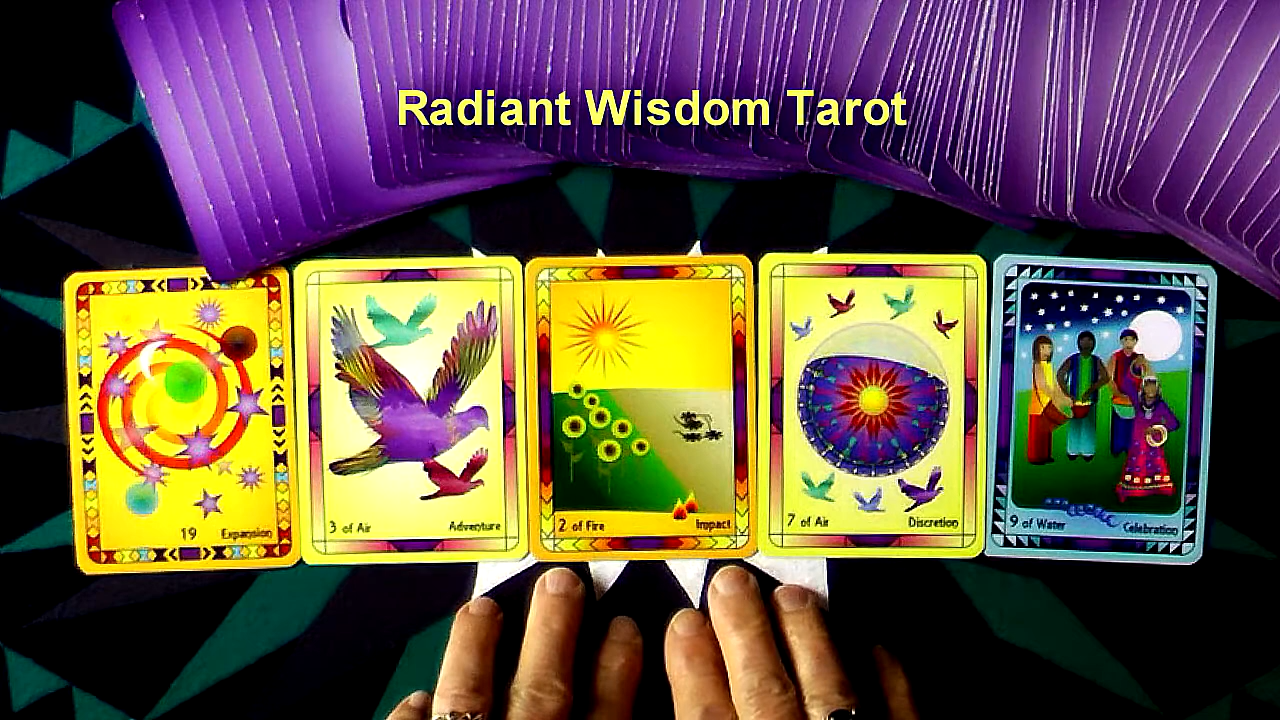 Radiant Wisdom Tarot
19 Expansion
3 of Air Adventure
2 of Fire Impact
7 of Air Discretion
9 of Water Celebration